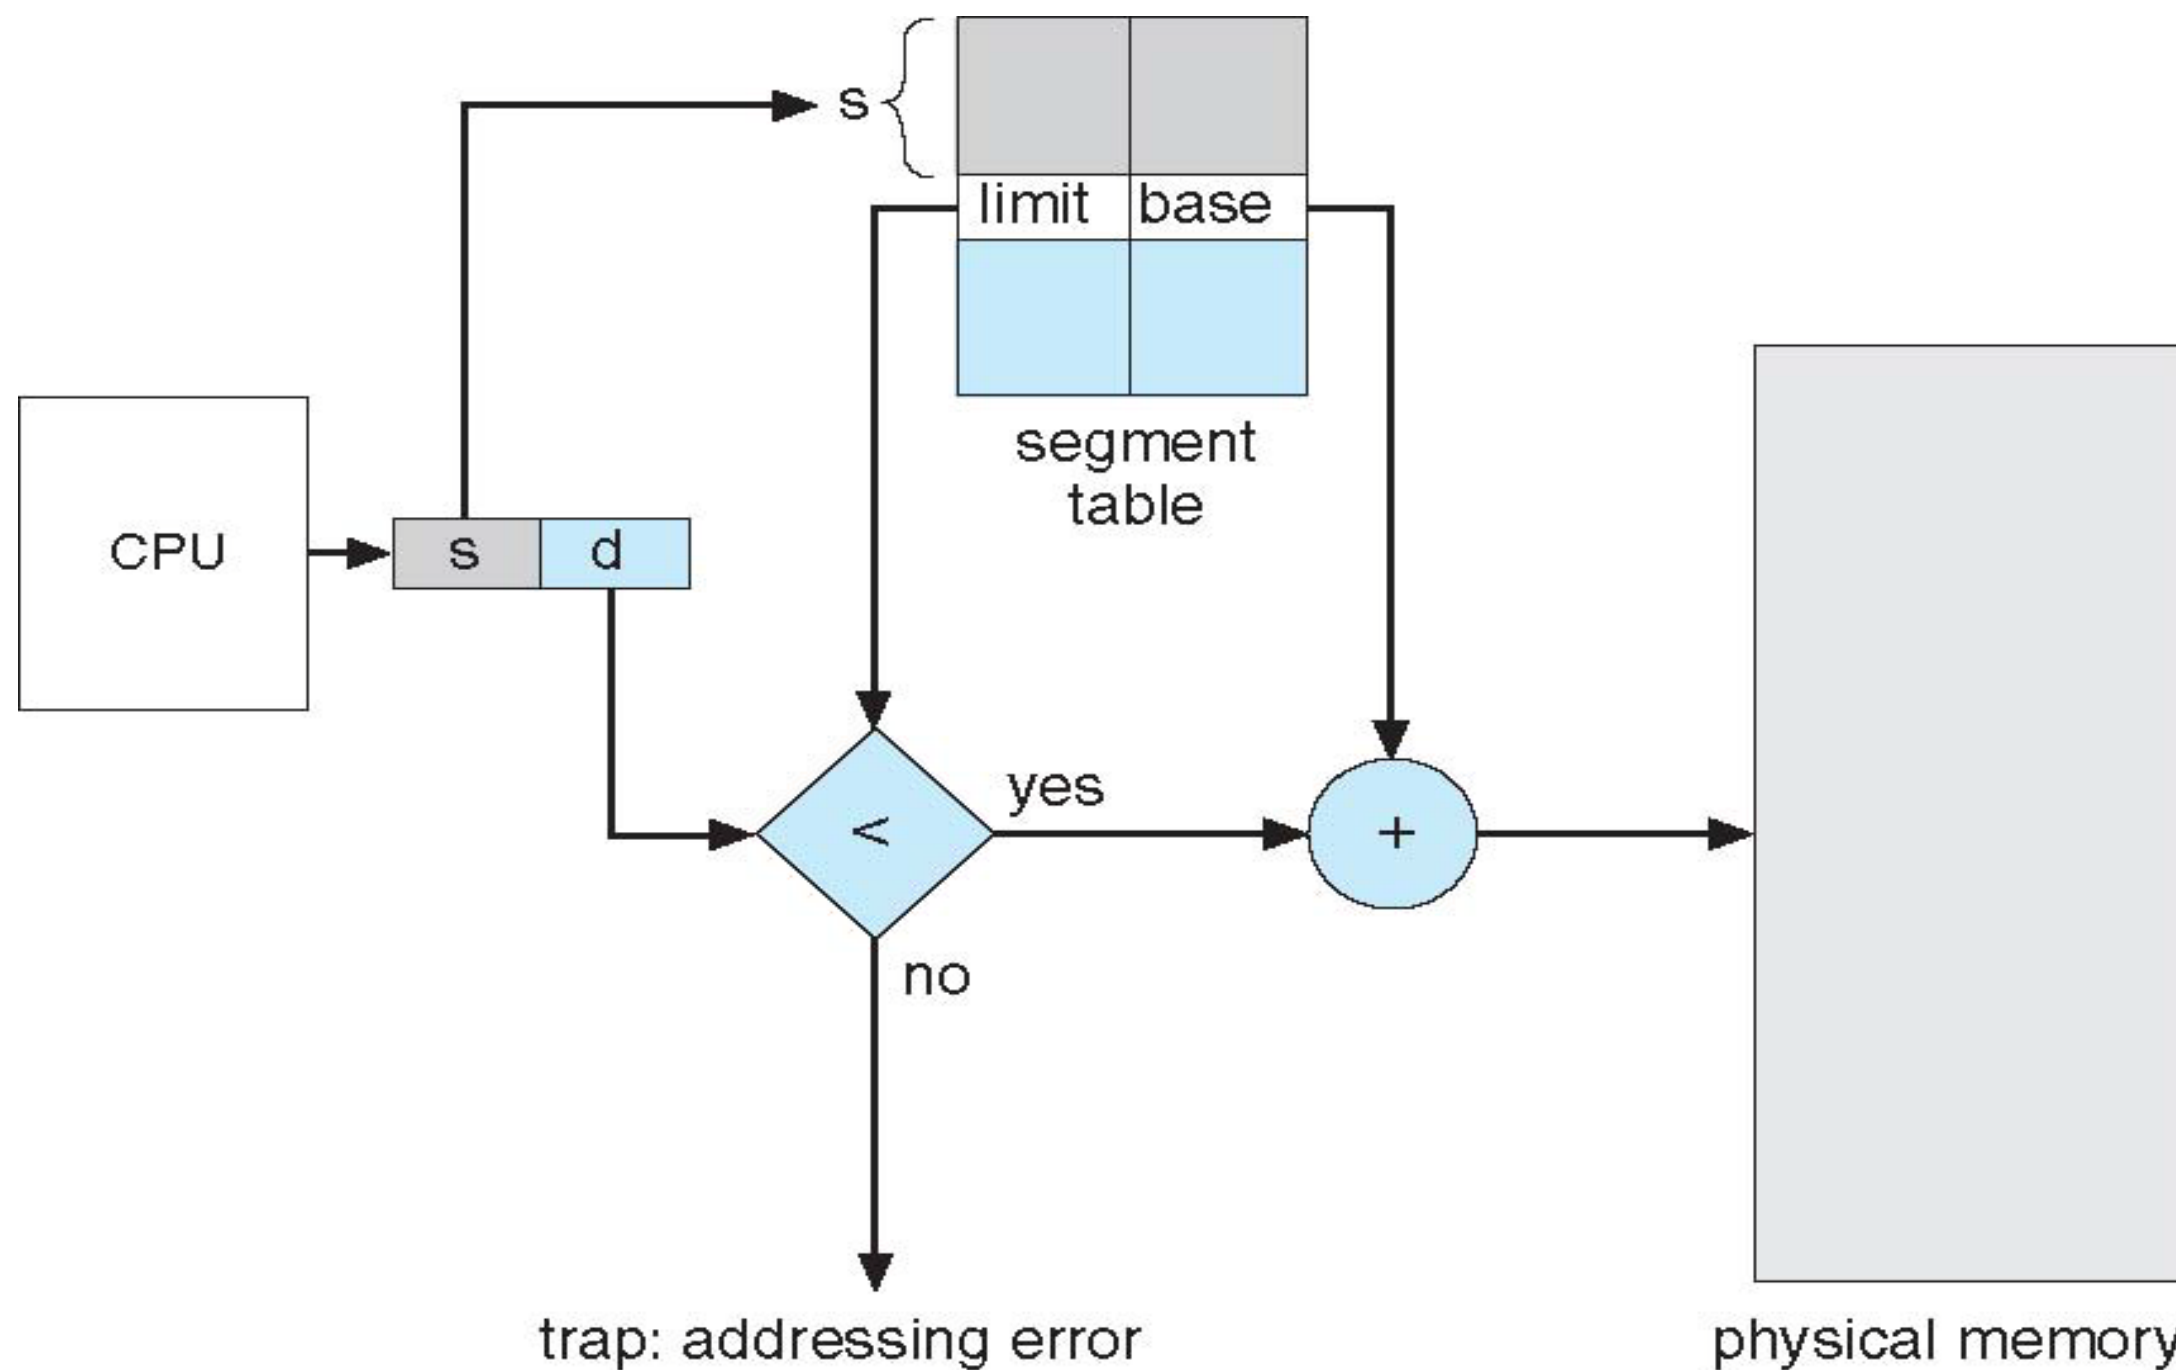 s
limit base
segment
table
CPU
s d
yes
<
+
no
trap: addressing error
physical memory